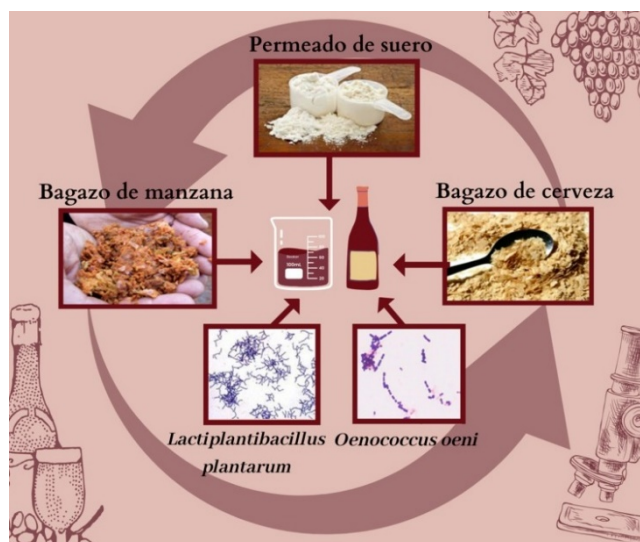 Permeado de suero
Bagazo de manzana
Bagazo de cerveza
Lactiplantibacillus
plantarum
Oenococcus oeni